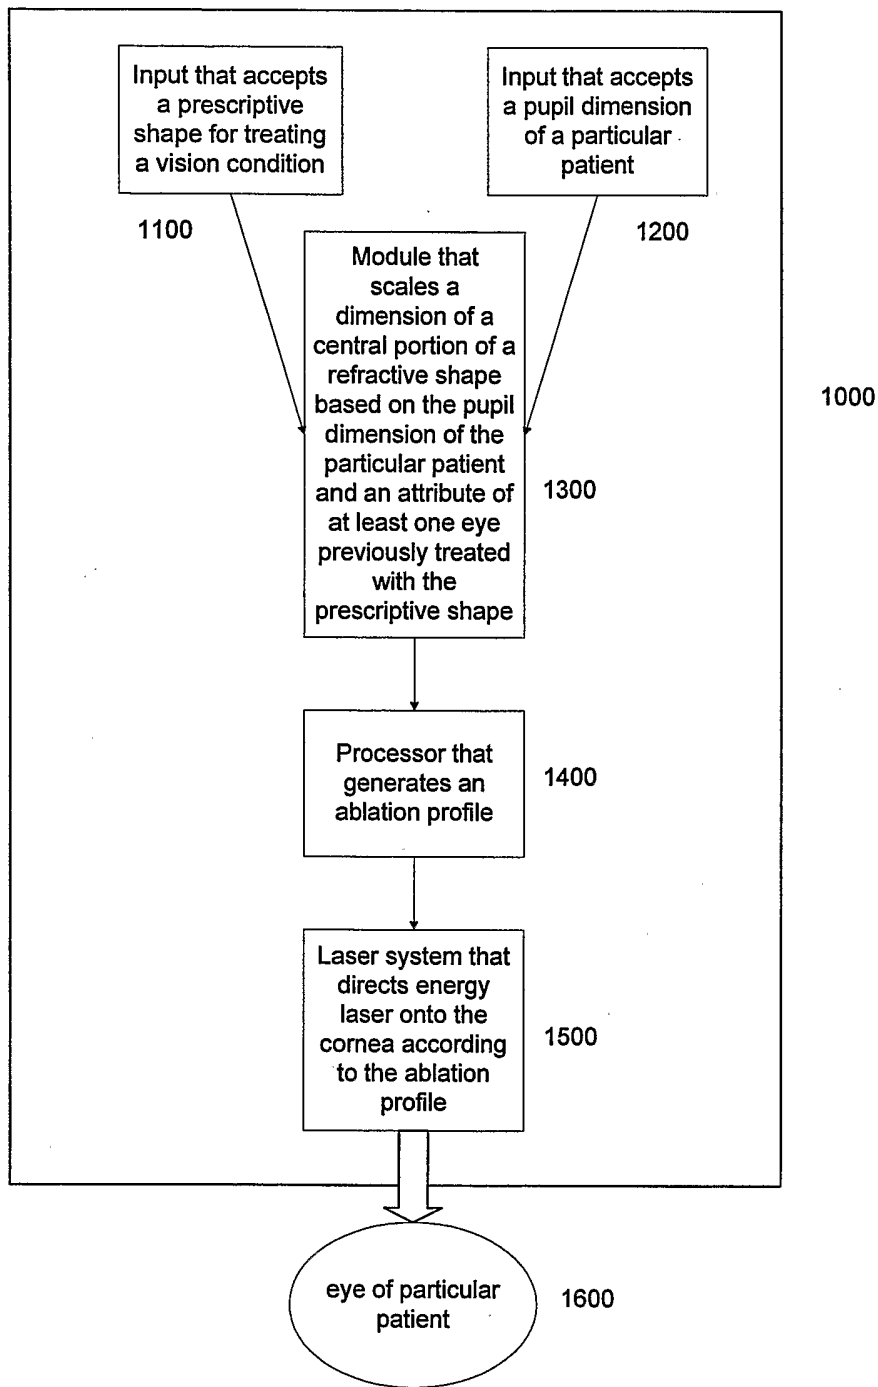 Input that accepts
a prescriptive
shape for treating
a vision condition
1100
Input that accepts
a pupil dimension
of a particular
patient
1200
Module that
scales a
dimension of a
central portion of a
refractive shape
based on the pupil
dimension of the
particular patient
and an attribute of
at least one eye
previously treated
with the
prescriptive shape
1300
1000
Processor that
generates an
ablation profile
1400
Laser system that
directs energy
laser onto the
cornea according
to the ablation
profile
1500
eye of particular
patient
1600